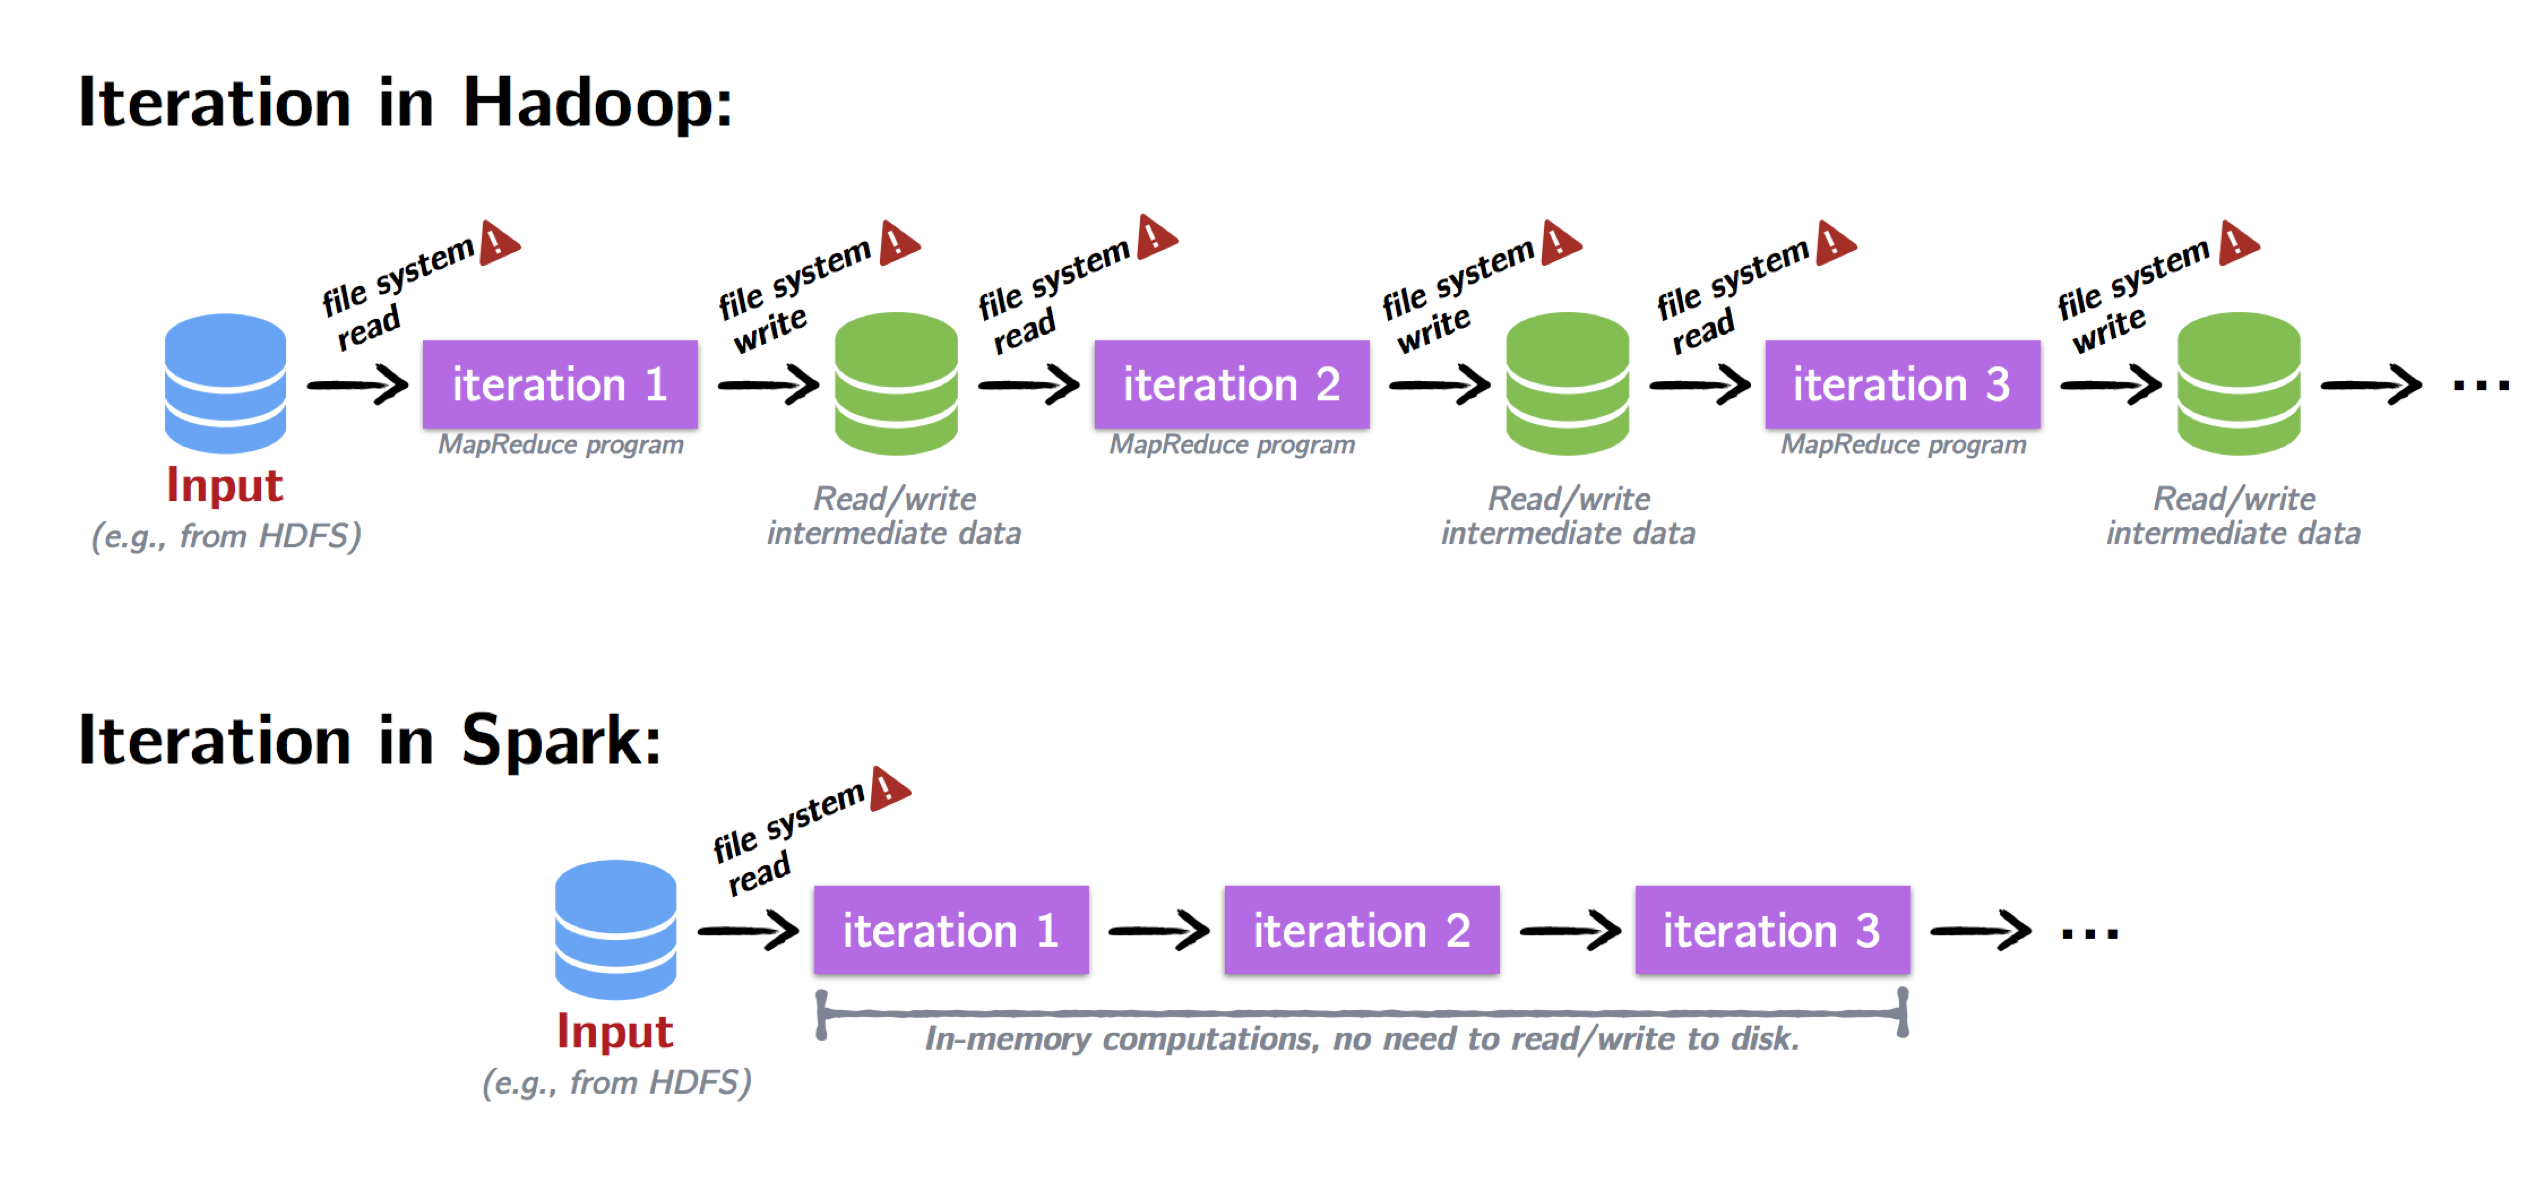 Iteration in Hadoop:
file system
read
file system
write
file system
read
file system
write
file system
read
file system
write
iteration 1
iteration 2
iteration 3
...
MapReduce program
MapReduce program
MapReduce program
Input
(e.g., from HDFS)
Read/write
intermediate data
Read/write
intermediate data
Read/write
intermediate data
Iteration in Spark:
file system
read
iteration 1
iteration 2
iteration 3
...
Input
(e.g., from HDFS)
In-memory computations, no need to read/write to disk.